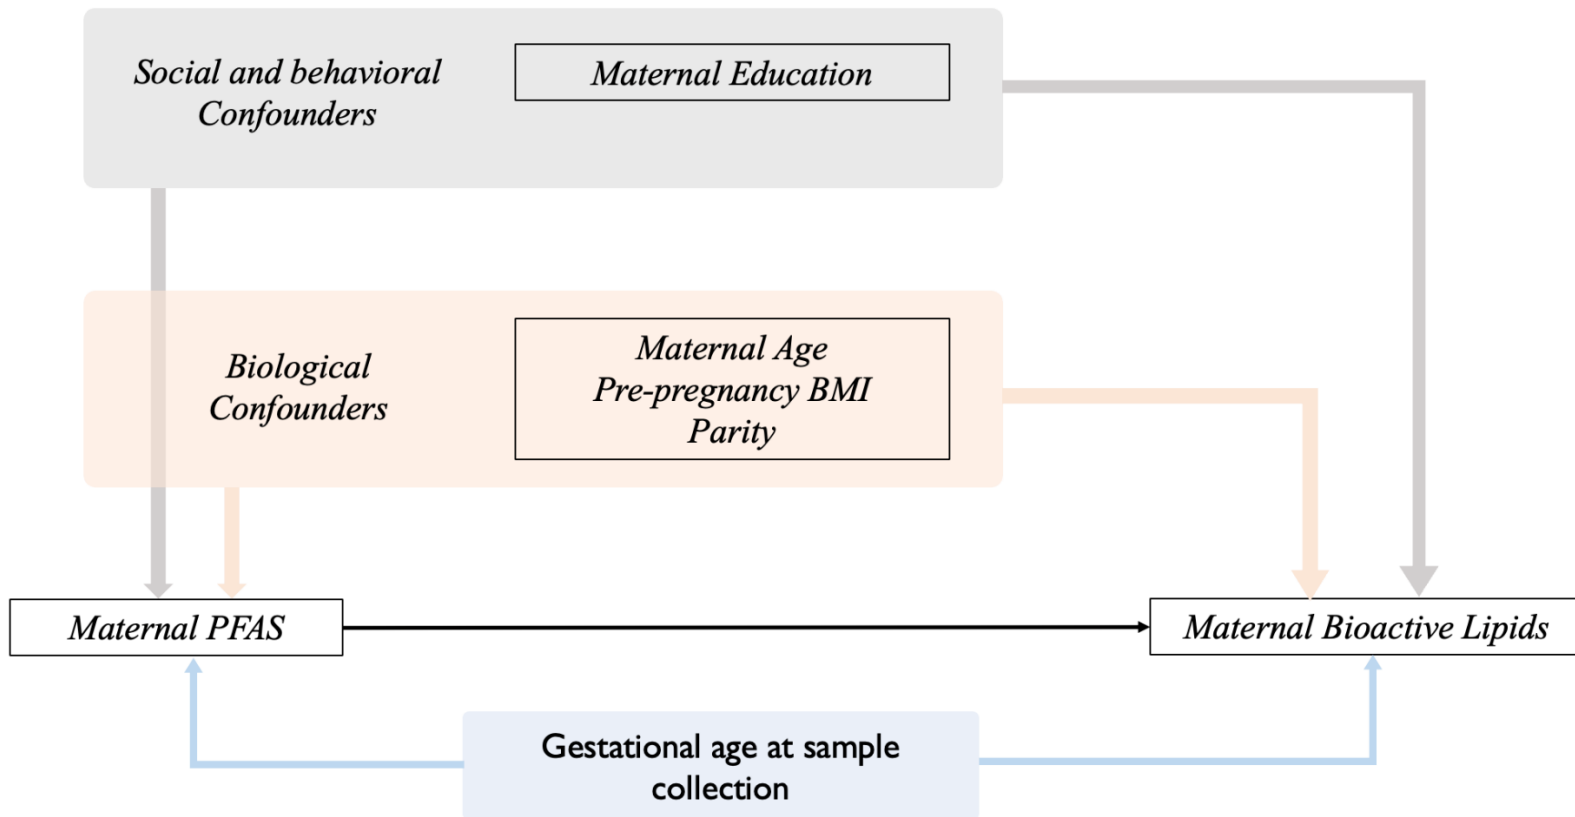 Social and behavioral
Confounders
Maternal Education
Biological
Confounders
Maternal Age
Pre-pregnancy BMI
Parity
Maternal PFAS
Maternal Bioactive Lipids
Gestational age at sample
collection